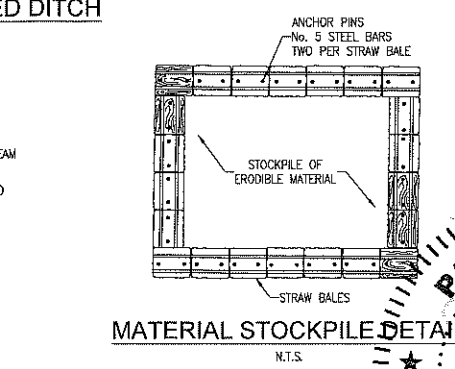 ED DITCH
ANCHOR PINS
No. 5 STEEL BARS
TWO PER STRAW BALE
EAM
STOCKPILE OF
ERODIBLE MATERIAL
STRAW BALES
MATERIAL STOCKPILE DETAI
N.T.S.